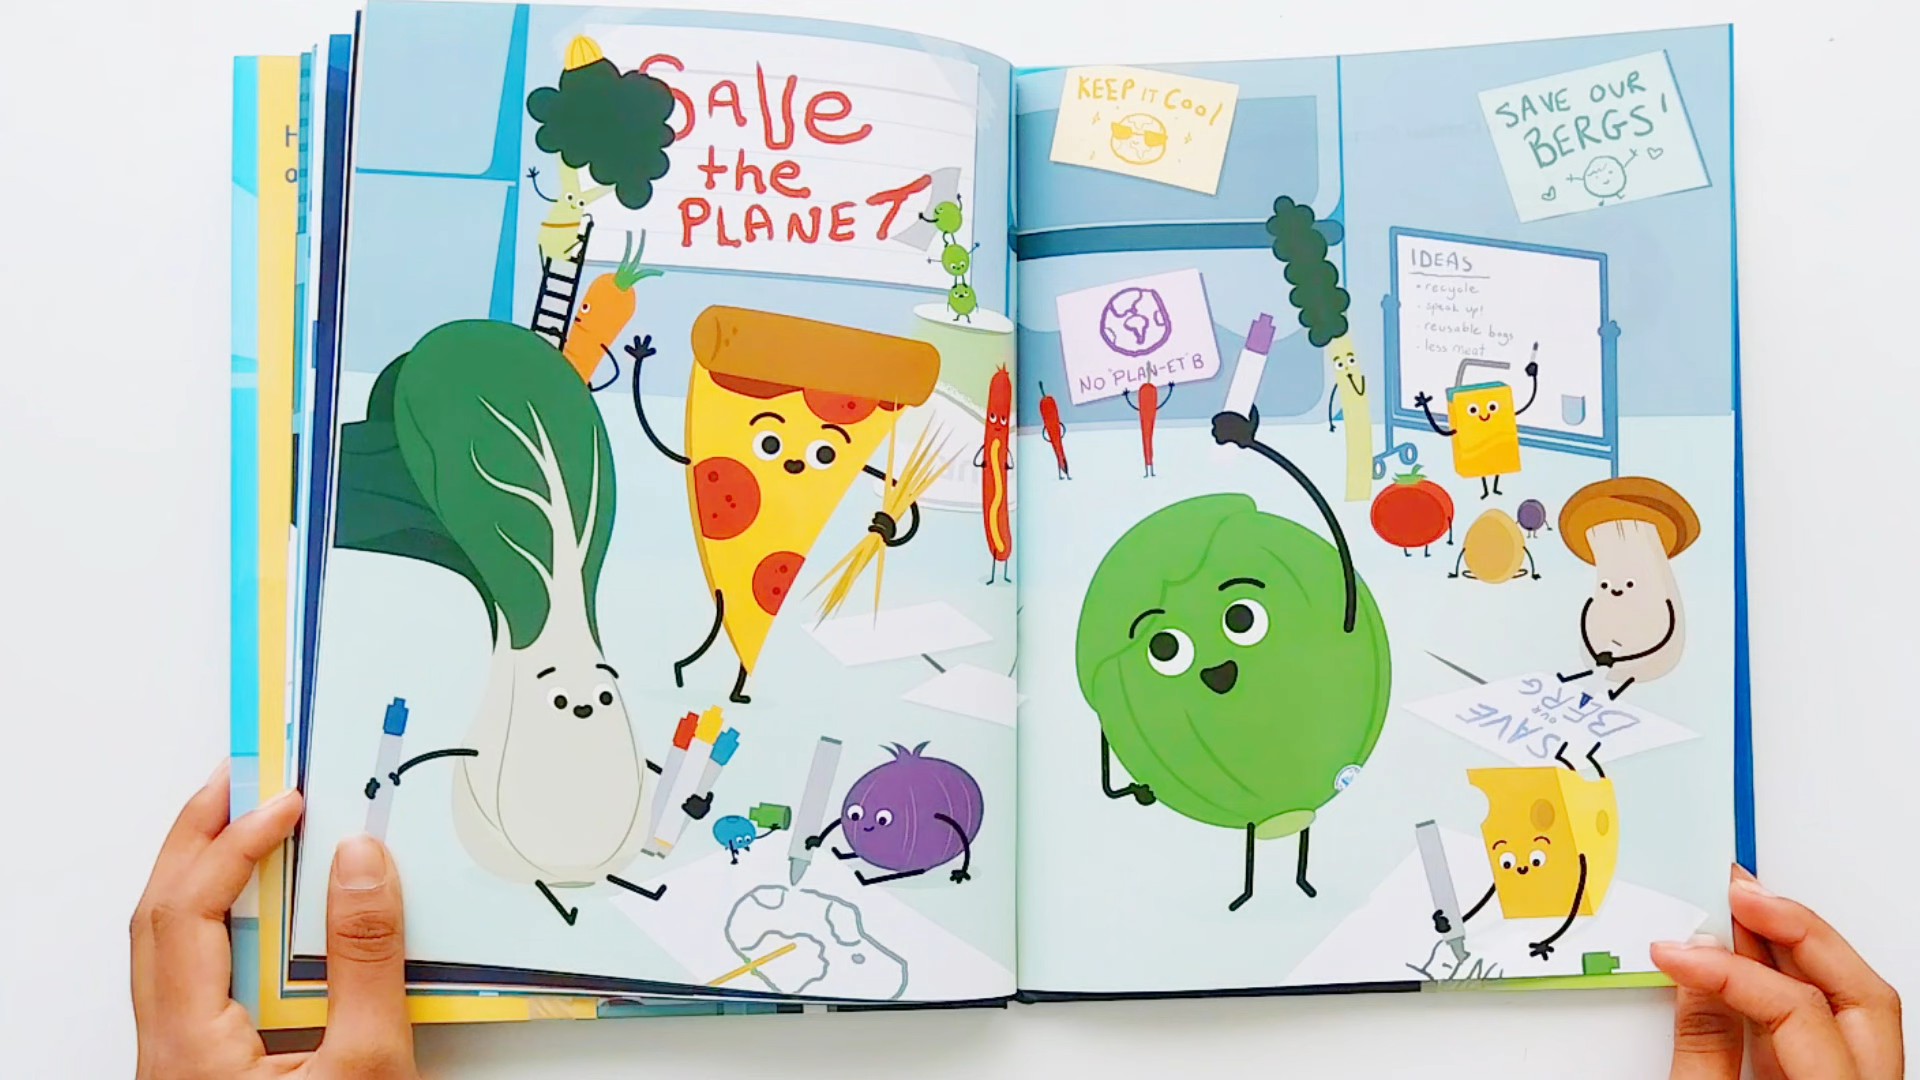 Save
the
PLANET
KEEP IT Cool
SAVE OUR
BERGS!
NO "PLAN-ET" B
IDEAS
• recycle
• speak up!
• reusable bags
• less meat
SAVE
OUR
BERG